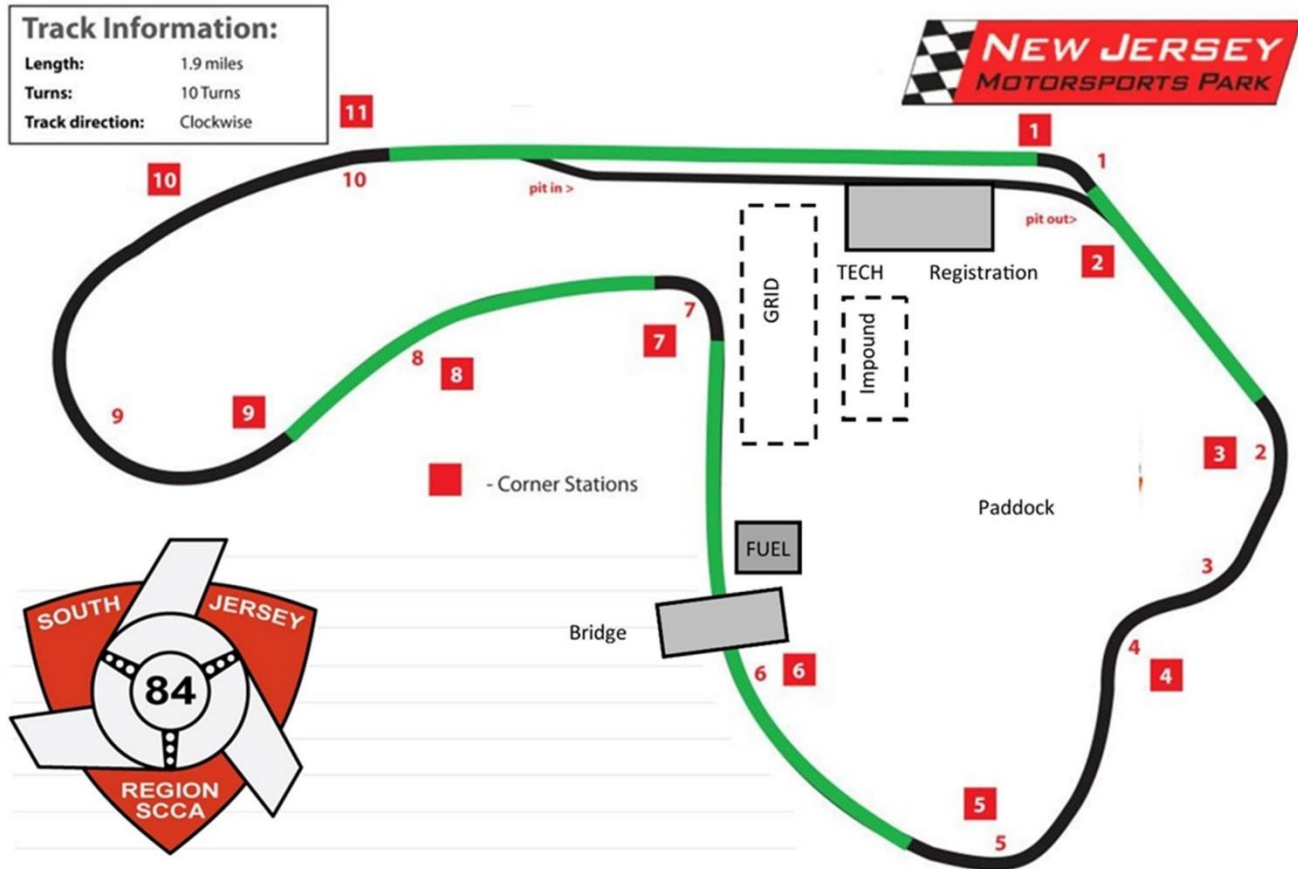 Track Information:
Length: 1.9 miles
Turns: 10 Turns
Track direction: Clockwise
NEW JERSEY
MOTORSPORTS PARK
11
1
1
10
10
pit in >
pit out>
2
TECH
Registration
GRID
Impound
7
7
8
8
9
9
3
2
- Corner Stations
Paddock
FUEL
3
Bridge
6
6
4
4
5
5
SOUTH JERSEY
84
REGION
SCCA